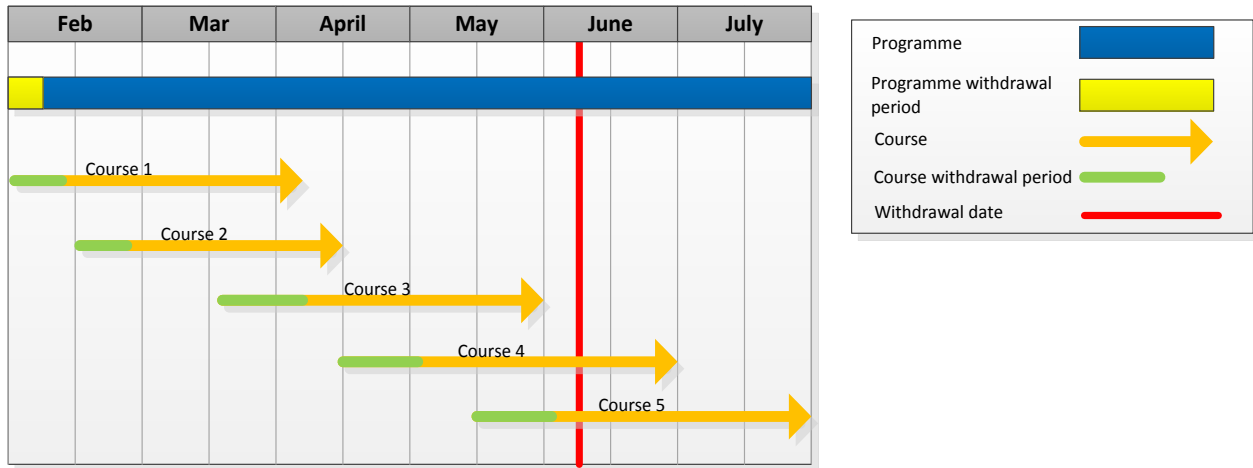 Feb Mar April May June July
Course 1
Course 2
Course 3
Course 4
Course 5
Programme
Programme withdrawal
period
Course
Course withdrawal period
Withdrawal date